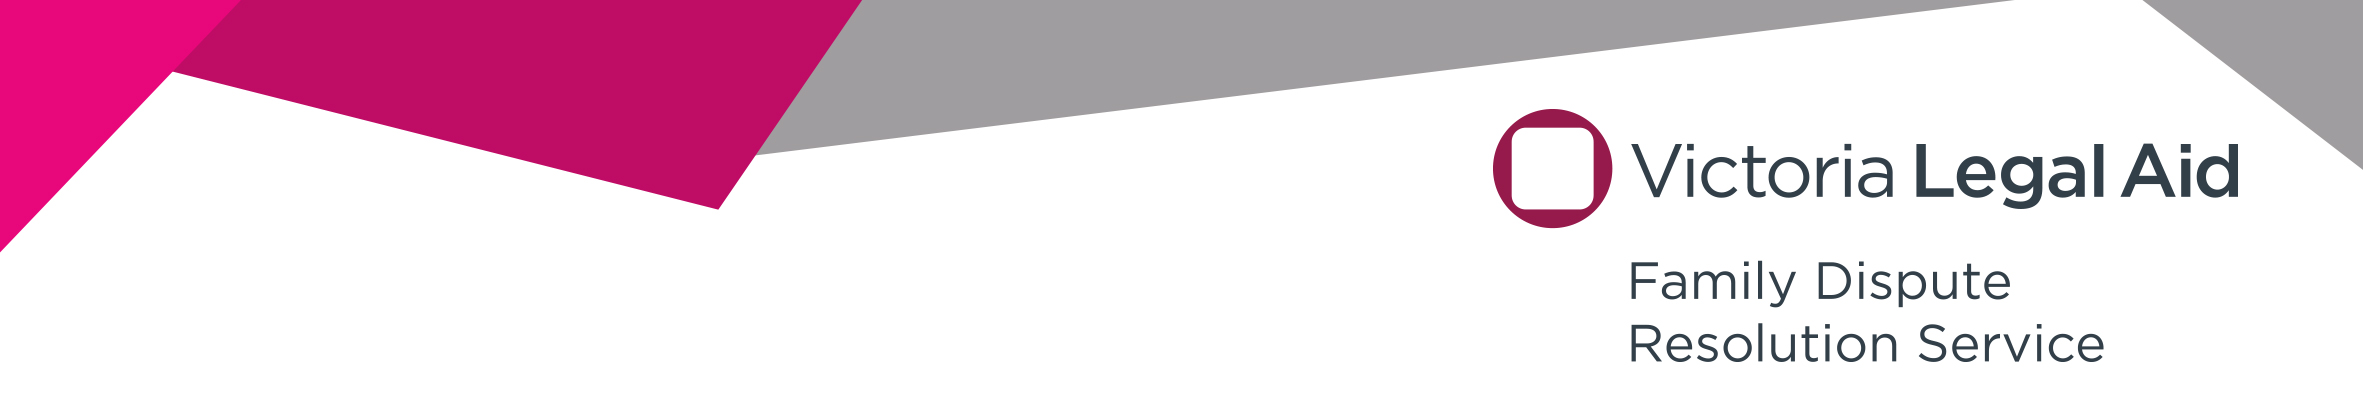 Victoria Legal Aid
Family Dispute
Resolution Service